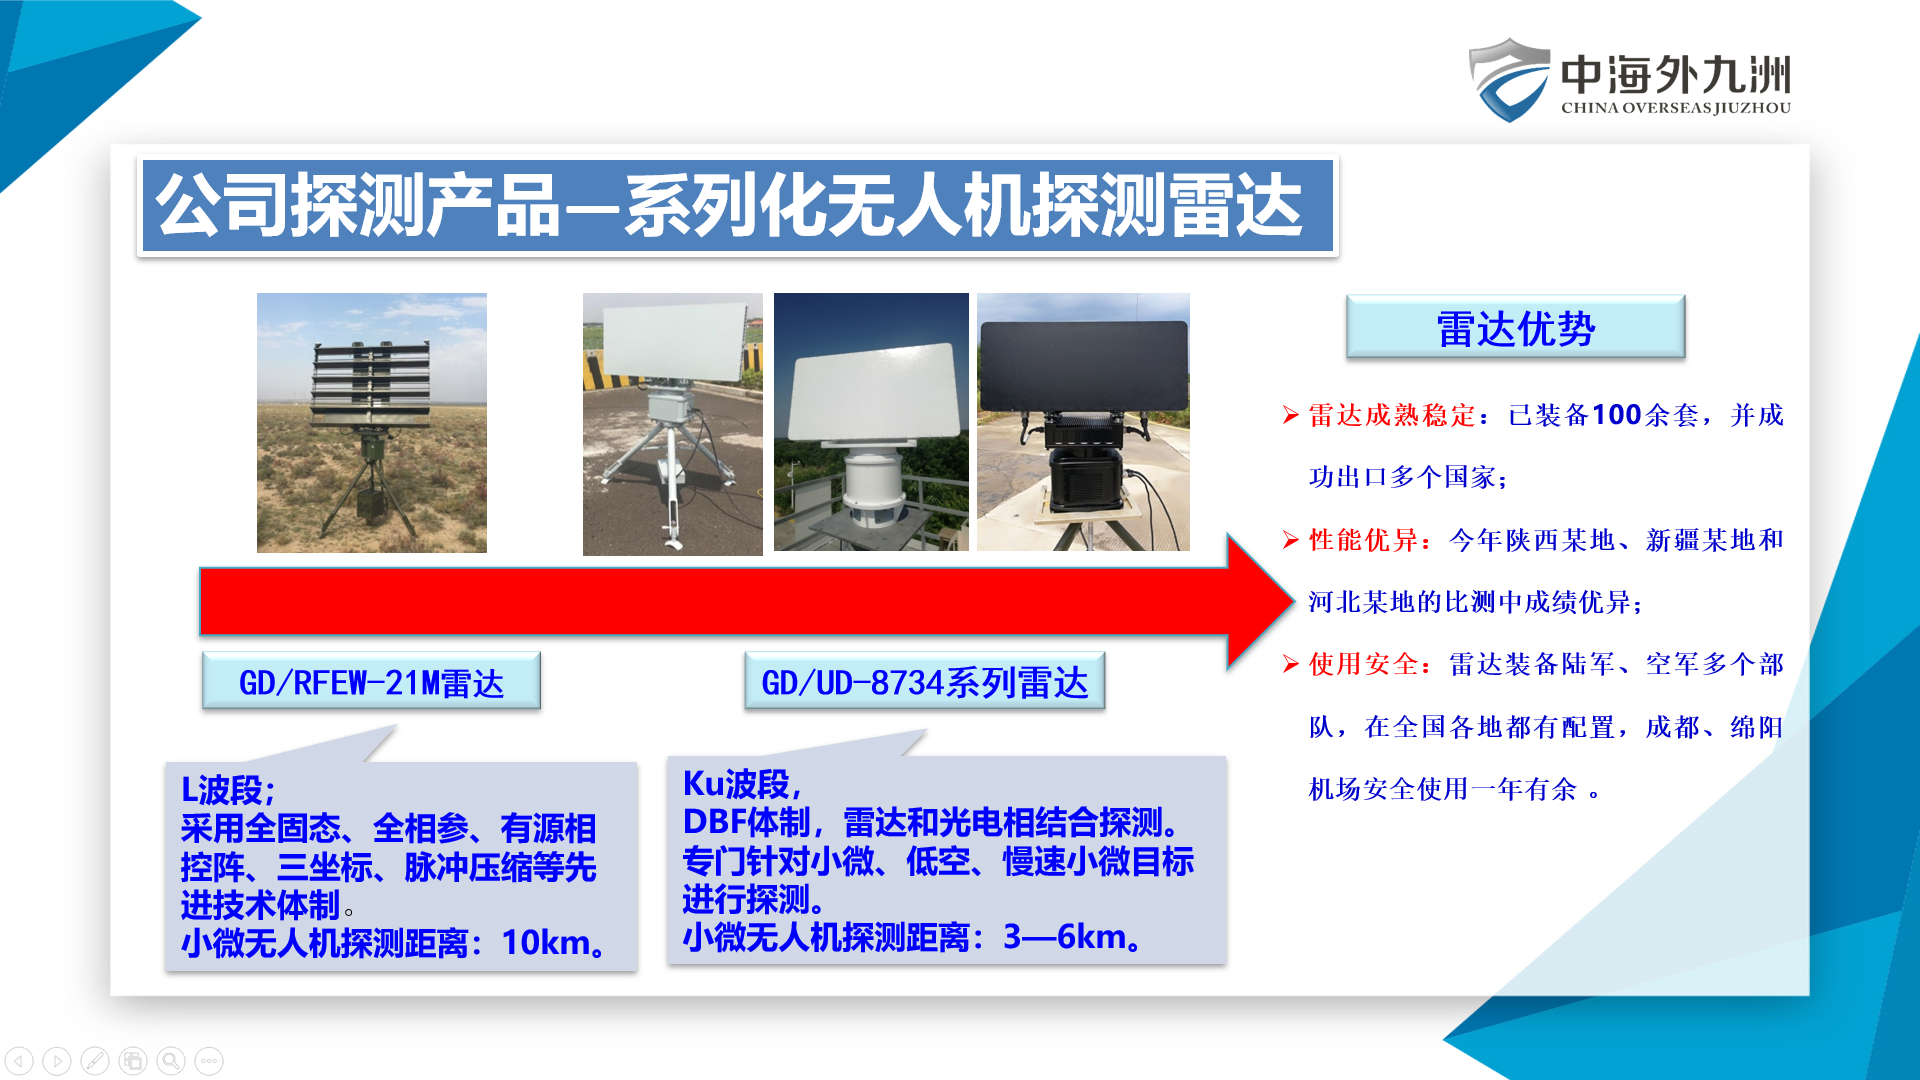 中海外九洲
CHINA OVERSEAS JIUZHOU
公司探测产品—系列化无人机探测雷达
雷达优势
雷达成熟稳定：已装备100余套，并成
功出口多个国家；
性能优异：今年陕西某地、新疆某地和
河北某地的比测中成绩优异；
使用安全：雷达装备陆军、空军多个部
队，在全国各地都有配置，成都、绵阳
机场安全使用一年有余 。
GD/RFEW-21M雷达
GD/UD-8734系列雷达
L波段；
采用全固态、全相参、有源相
控阵、三坐标、脉冲压缩等先
进技术体制。
小微无人机探测距离：10km。
Ku波段，
DBF体制，雷达和光电相结合探测。
专门针对小微、低空、慢速小微目标
进行探测。
小微无人机探测距离：3—6km。